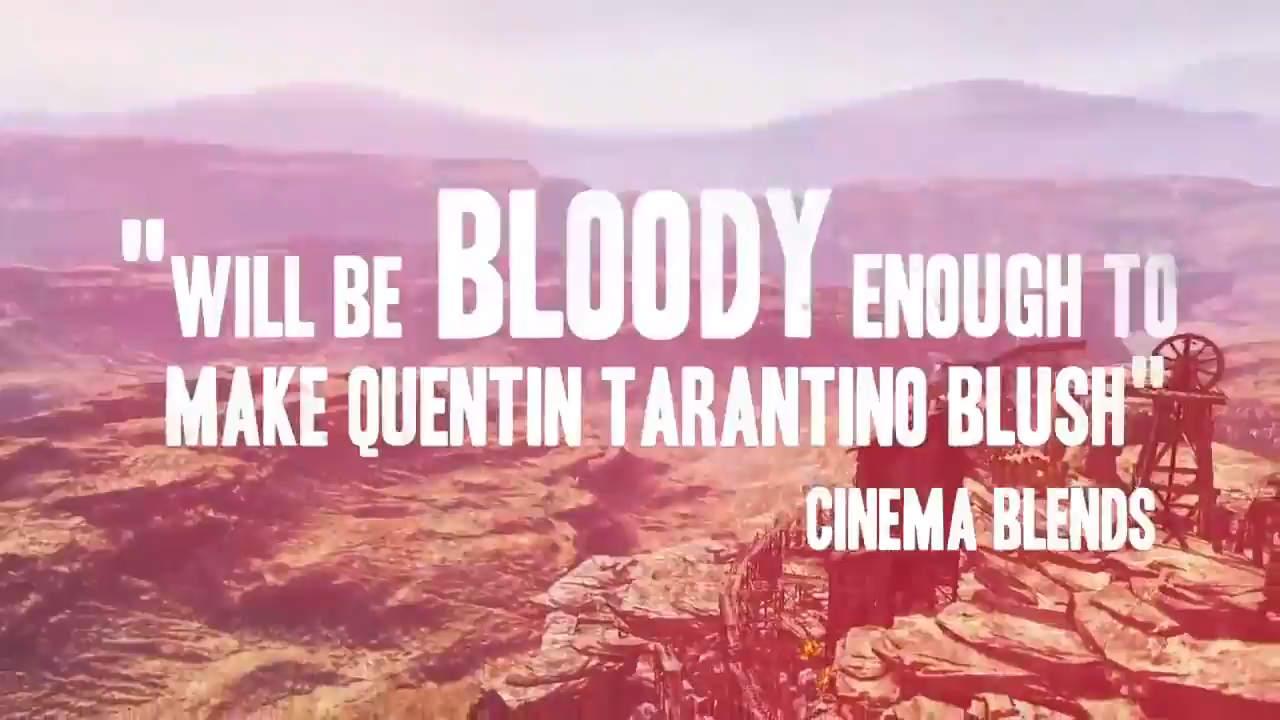 "WILL BE BLOODY ENOUGH TO
MAKE QUENTIN TARANTINO BLUSH"
CINEMA BLENDS